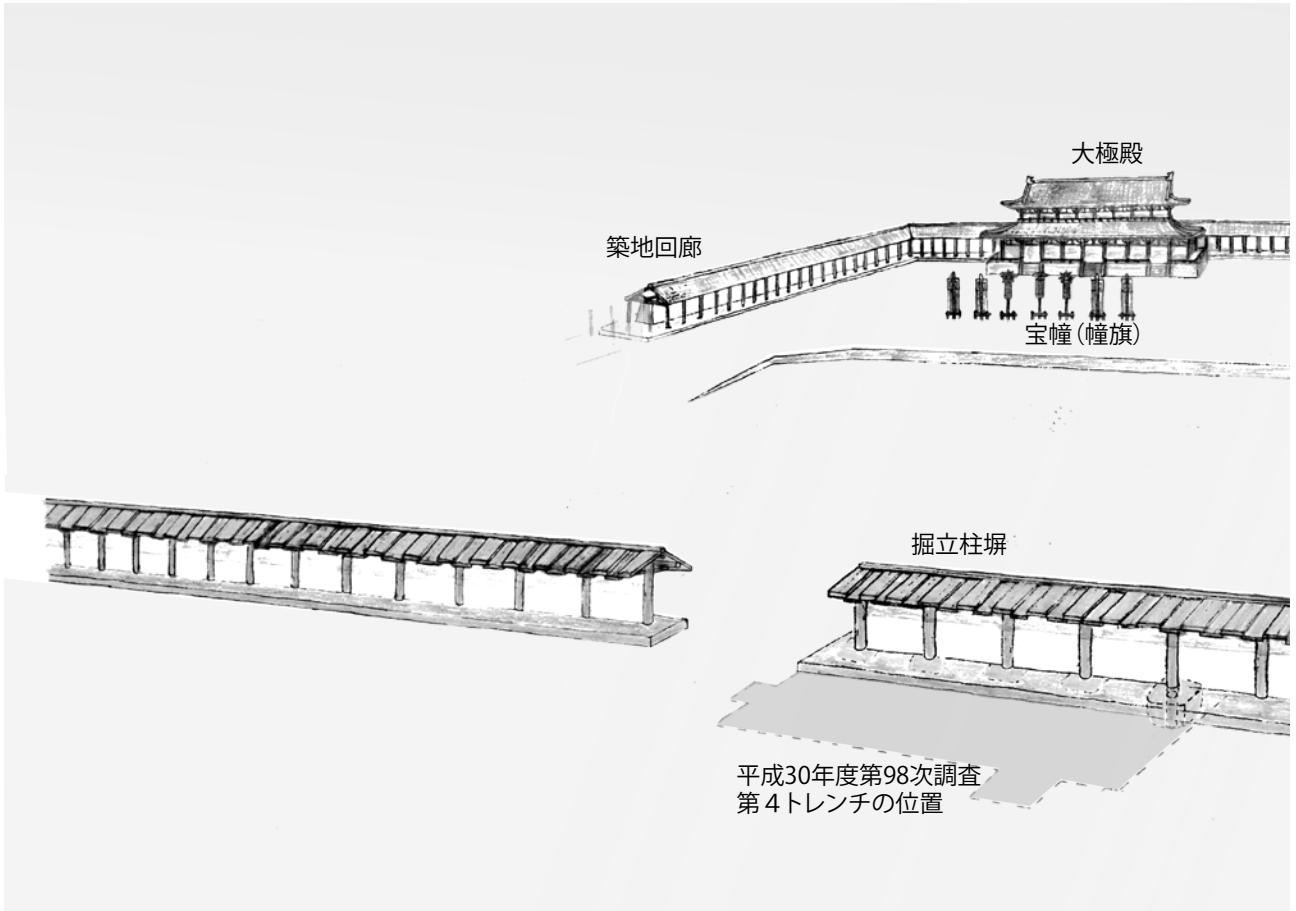 大極殿
築地回廊
宝幢(幢旗)
掘立柱塀
平成30年度第98次調査
第４トレンチの位置